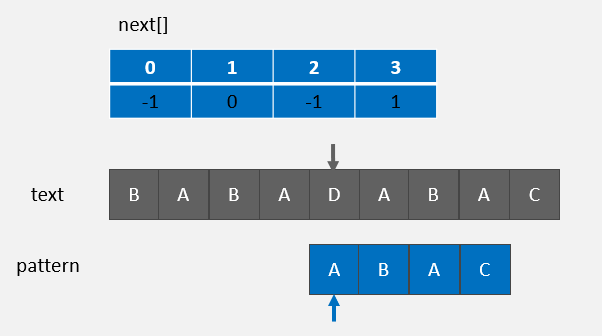 next[]
0 1 2 3
-1 0 -1 1
text B A B A D A B A C
pattern A B A C